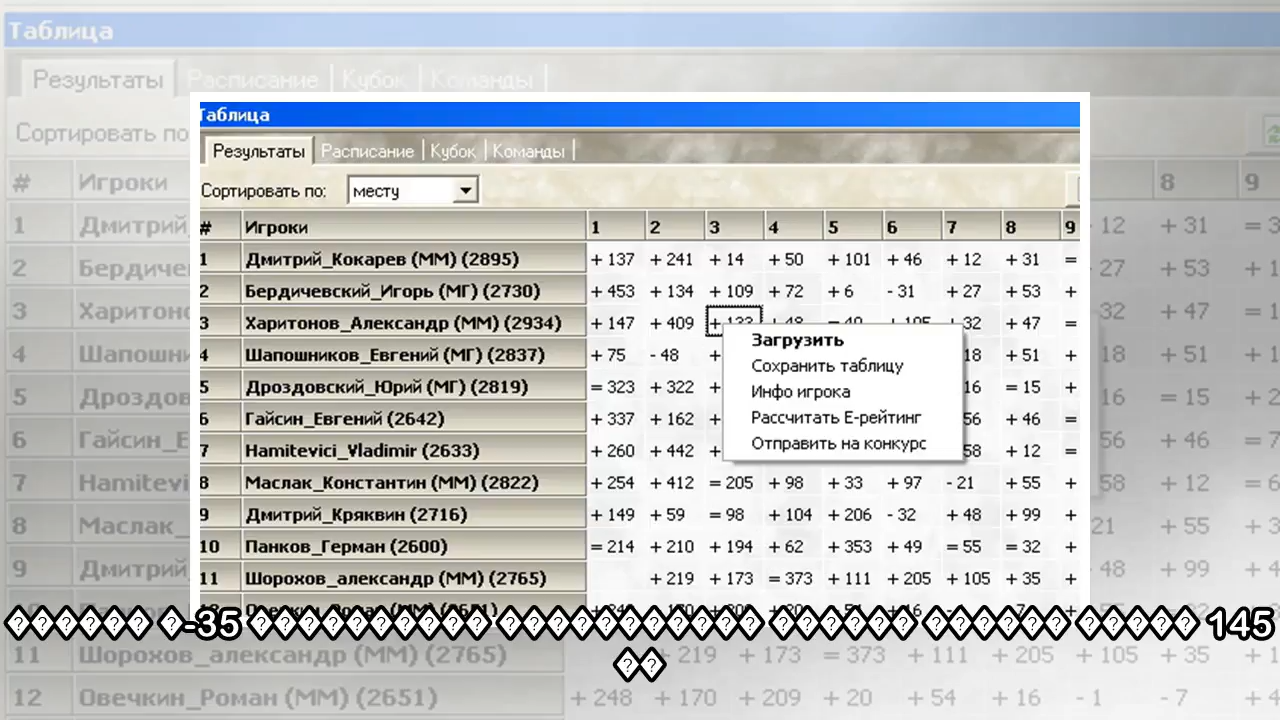 Таблица
Результаты Расписание Кубок Команды
Сортировать по: месту
# Игроки 1 2 3 4 5 6 7 8 9
1 Дмитрий_Кокарев (ММ) (2895) + 137 + 241 + 14 + 50 + 101 + 46 + 12 + 31 =
2 Бердичевский_Игорь (МГ) (2730) + 453 + 134 + 109 + 72 + 6 - 31 + 27 + 53 +
3 Харитонов_Александр (ММ) (2934) + 147 + 409 + 133 + 48 = 40 + 105 + 32 + 47 =
4 Шапошников_Евгений (МГ) (2837) + 75 - 48 + 18 + 51 +
5 Дроздовский_Юрий (МГ) (2819) = 323 + 322 + 16 = 15 +
6 Гайсин_Евгений (2642) + 337 + 162 + 56 + 46 =
7 Hamitevici_Vladimir (2633) + 260 + 442 + 58 + 12 =
8 Маслак_Константин (ММ) (2822) + 254 + 412 = 205 + 98 + 33 + 97 - 21 + 55 +
9 Дмитрий_Кряквин (2716) + 149 + 59 = 98 + 104 + 206 - 32 + 48 + 99 +
10 Панков_Герман (2600) = 214 + 210 + 194 + 62 + 353 + 49 = 55 = 32 +
11 Шорохов_александр (ММ) (2765) + 219 + 173 = 373 + 111 + 205 + 105 + 35 +
Загрузить
Сохранить таблицу
Инфо игрока
Рассчитать Е-рейтинг
Отправить на конкурс
-35 145
11 Шорохов_александр (ММ) (2765) + 219 + 173 = 373 + 111 + 205 + 105 + 35 + 1
12 Овечкин_Роман (ММ) (2651) + 248 + 170 + 209 + 20 + 54 + 16 - 1 - 7 + 4